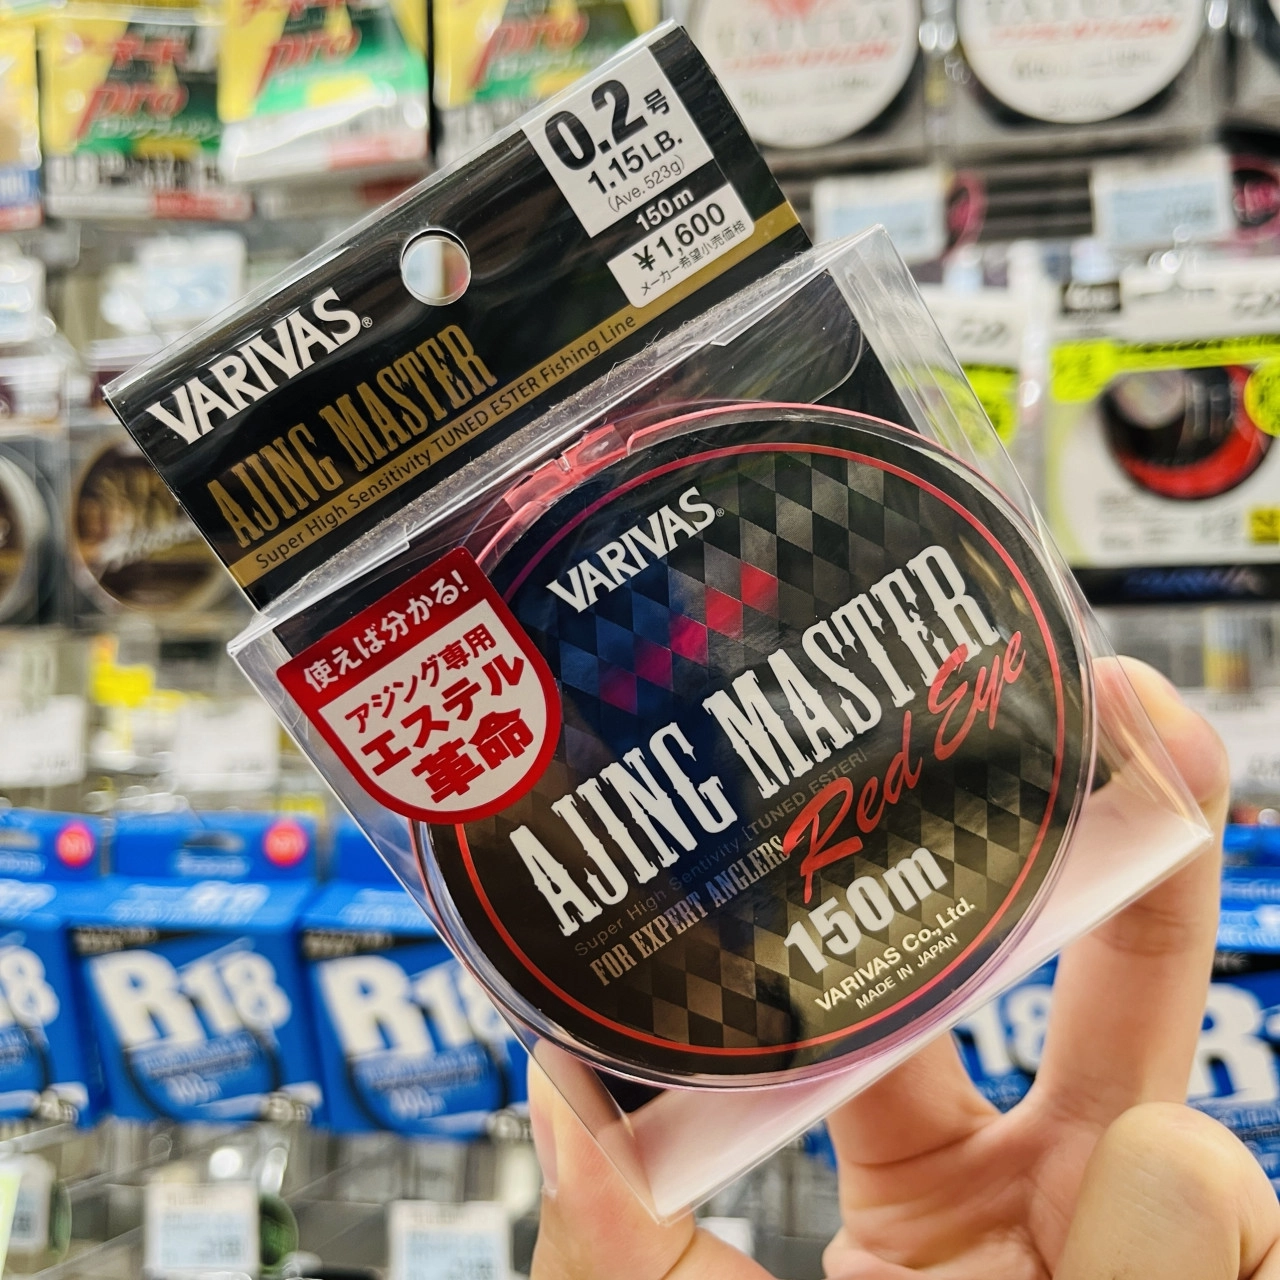 0.2号
1.15LB.
(Ave.523g)
150m
¥1,600
メーカー希望小売価格
VARIVAS®
AJING MASTER
Super High Sensitivity TUNED ESTER Fishing Line
使えば分かる!
アジング専用
エステル
革命
VARIVAS®
AJING MASTER
Red Eye
Super High Sentivity [TUNED ESTER]
FOR EXPERT ANGLERS
150m
VARIVAS Co.,Ltd.
MADE IN JAPAN
Pro
Pro
R18
R18